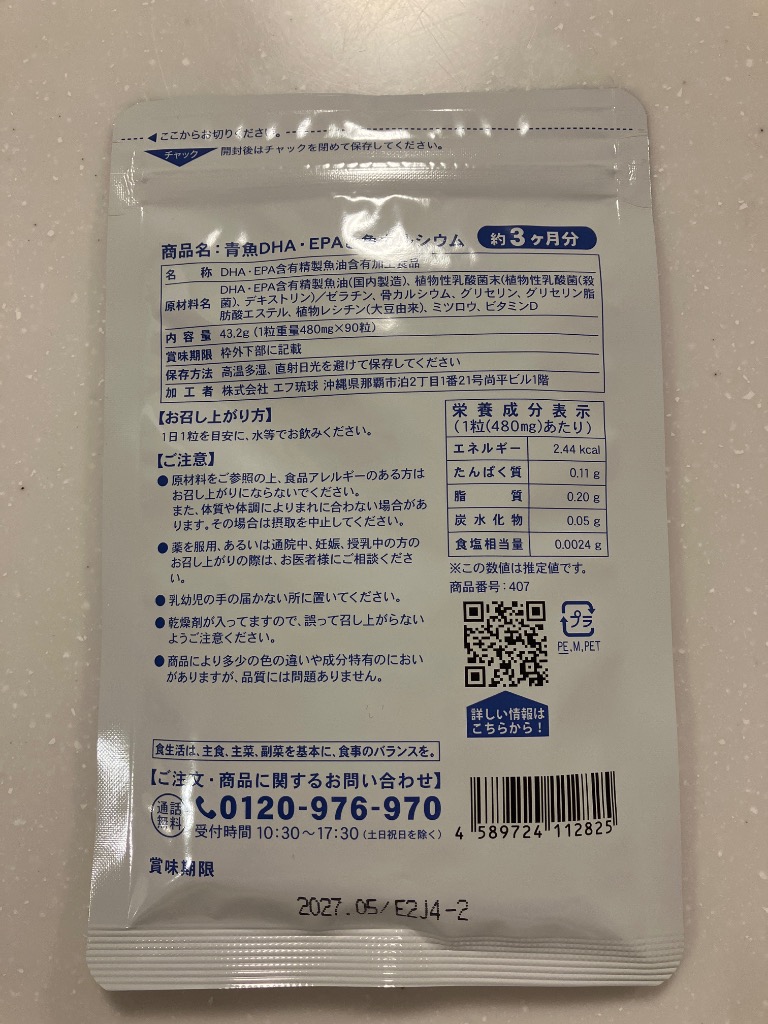 ◀ここからお切りください。
チャック 開封後はチャックを閉めて保存してください。
商品名：青魚DHA・EPA 魚カルシウム 約3ヶ月分
名 称 DHA・EPA含有精製魚油含有加工食品
原材料名 DHA・EPA含有精製魚油(国内製造)、植物性乳酸菌末(植物性乳酸菌(殺
菌)、デキストリン)／ゼラチン、骨カルシウム、グリセリン、グリセリン脂
肪酸エステル、植物レシチン(大豆由来)、ミツロウ、ビタミンD
内 容 量 43.2g (1粒重量480mg×90粒)
賞味期限 枠外下部に記載
保存方法 高温多湿、直射日光を避けて保存してください
加 工 者 株式会社 エフ琉球 沖縄県那覇市泊2丁目1番21号尚平ビル1階
【お召し上がり方】
1日1粒を目安に、水等でお飲みください。
【ご注意】
●原材料をご参照の上、食品アレルギーのある方は
お召し上がりにならないでください。
また、体質や体調によりまれに合わない場合があ
ります。その場合は摂取を中止してください。
●薬を服用、あるいは通院中、妊娠、授乳中の方の
お召し上がりの際は、お医者様にご相談くださ
い。
●乳幼児の手の届かない所に置いてください。
●乾燥剤が入ってますので、誤って召し上がらない
ようご注意ください。
●商品により多少の色の違いや成分特有のにおい
がありますが、品質には問題ありません。
栄養成分表示
(1粒(480mg)あたり)
エネルギー 2.44 kcal
たんぱく質 0.11 g
脂 質 0.20 g
炭水化物 0.05 g
食塩相当量 0.0024 g
※この数値は推定値です。
商品番号：407
プラ
PE,M,PET
詳しい情報は
こちらから！
食生活は、主食、主菜、副菜を基本に、食事のバランスを。
【ご注文・商品に関するお問い合わせ】
通話
無料
0120-976-970
受付時間 10:30～17:30 (土日祝日を除く)
4 589724 112825
賞味期限
2027.05/E2J4-2